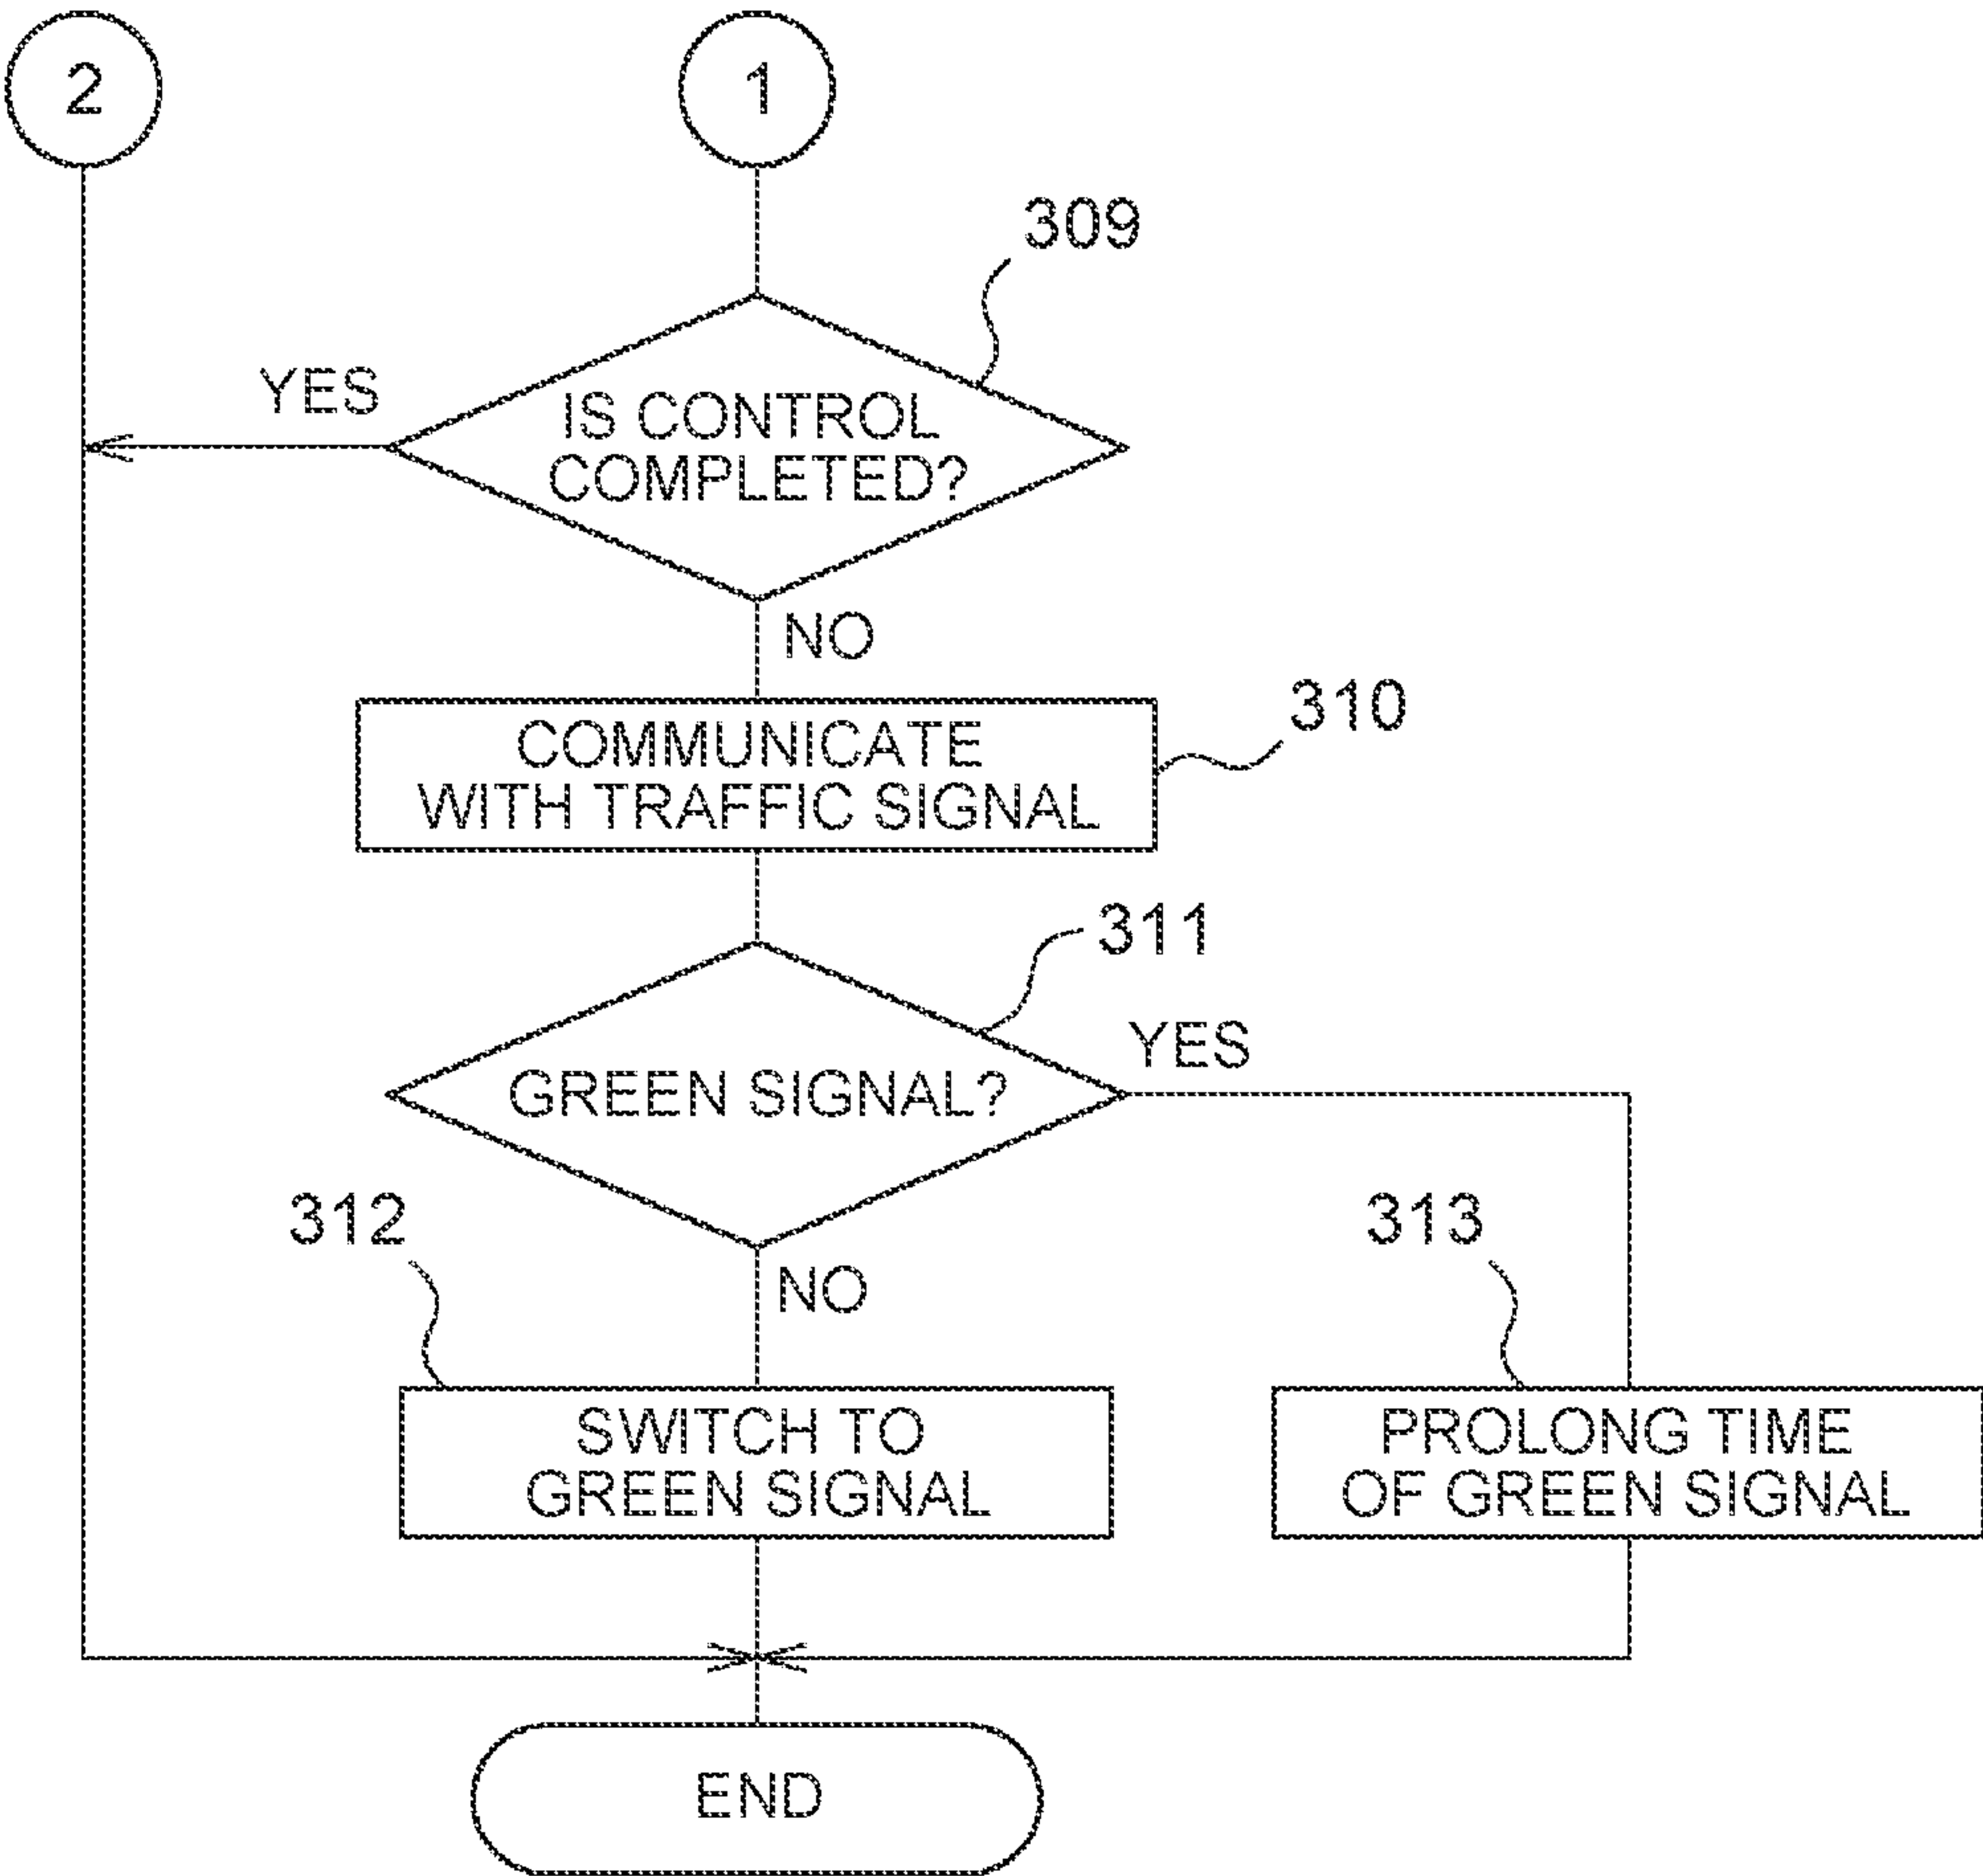 2
1
309
YES
IS CONTROL
COMPLETED?
NO
310
COMMUNICATE
WITH TRAFFIC SIGNAL
311
YES
GREEN SIGNAL?
312
313
NO
SWITCH TO
GREEN SIGNAL
PROLONG TIME
OF GREEN SIGNAL
END